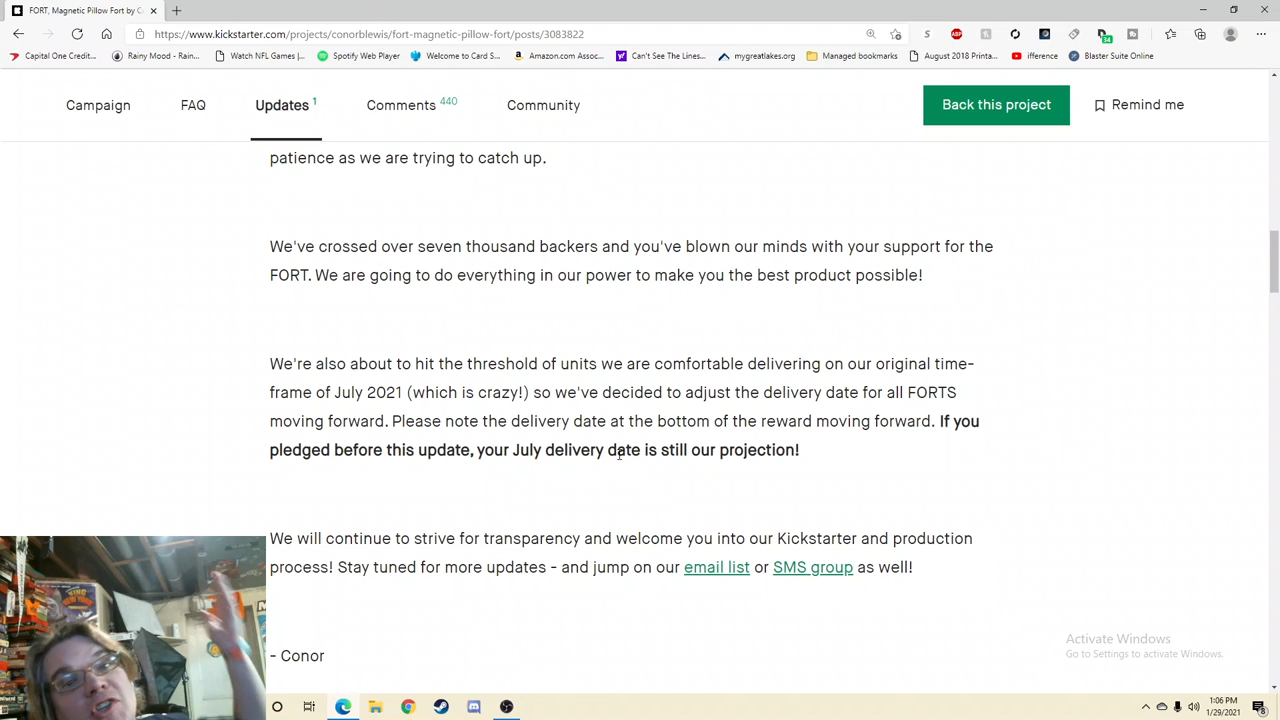 FORT, Magnetic Pillow Fort by C
https://www.kickstarter.com/projects/conorblewis/fort-magnetic-pillow-fort/posts/3083822
Capital One Credit... Rainy Mood - Rain... Watch NFL Games |... Spotify Web Player Welcome to Card S... Amazon.com Assoc... Can't See The Lines... mygreatlakes.org Managed bookmarks August 2018 Printa... ifference Blaster Suite Online
Campaign FAQ Updates 1 Comments 440 Community Back this project Remind me
patience as we are trying to catch up.
We've crossed over seven thousand backers and you've blown our minds with your support for the
FORT. We are going to do everything in our power to make you the best product possible!
We're also about to hit the threshold of units we are comfortable delivering on our original time-
frame of July 2021 (which is crazy!) so we've decided to adjust the delivery date for all FORTS
moving forward. Please note the delivery date at the bottom of the reward moving forward. If you
pledged before this update, your July delivery date is still our projection!
We will continue to strive for transparency and welcome you into our Kickstarter and production
process! Stay tuned for more updates - and jump on our email list or SMS group as well!
- Conor
Activate Windows
Go to Settings to activate Windows.
1:06 PM
1/29/2021